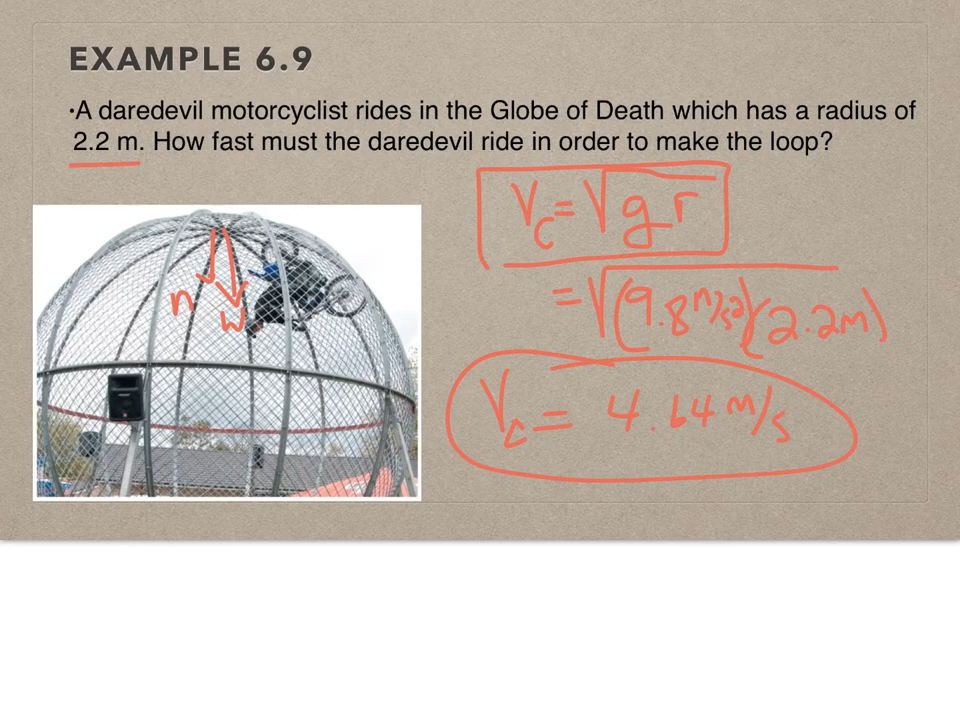 EXAMPLE 6.9
•A daredevil motorcyclist rides in the Globe of Death which has a radius of
2.2 m. How fast must the daredevil ride in order to make the loop?
Vc = √gr
= √(9.8 m/s2)(2.2m)
n
w
Vc = 4.64 m/s